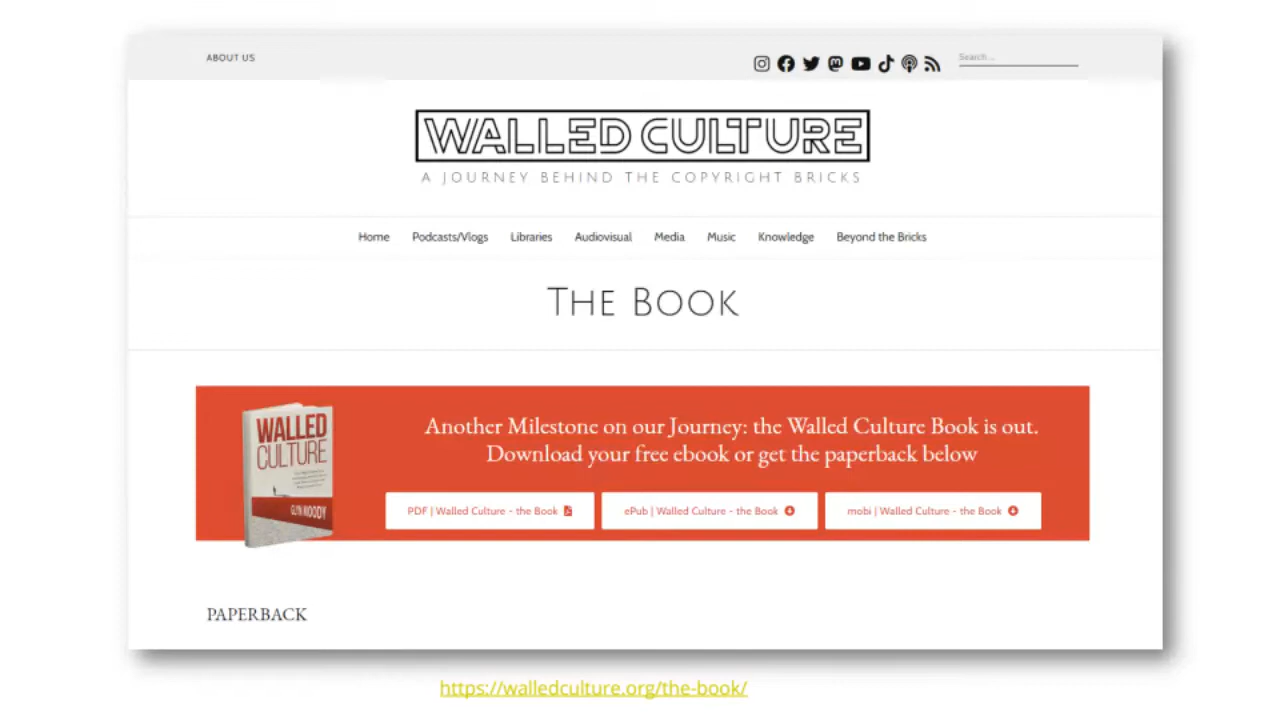 ABOUT US
Search ...
WALLED CULTURE
A JOURNEY BEHIND THE COPYRIGHT BRICKS
Home Podcasts/Vlogs Libraries Audiovisual Media Music Knowledge Beyond the Bricks
THE BOOK
WALLED
CULTURE
GLYN MOODY
Another Milestone on our Journey: the Walled Culture Book is out.
Download your free ebook or get the paperback below
PDF | Walled Culture - the Book ePub | Walled Culture - the Book mobi | Walled Culture - the Book
PAPERBACK
https://walledculture.org/the-book/